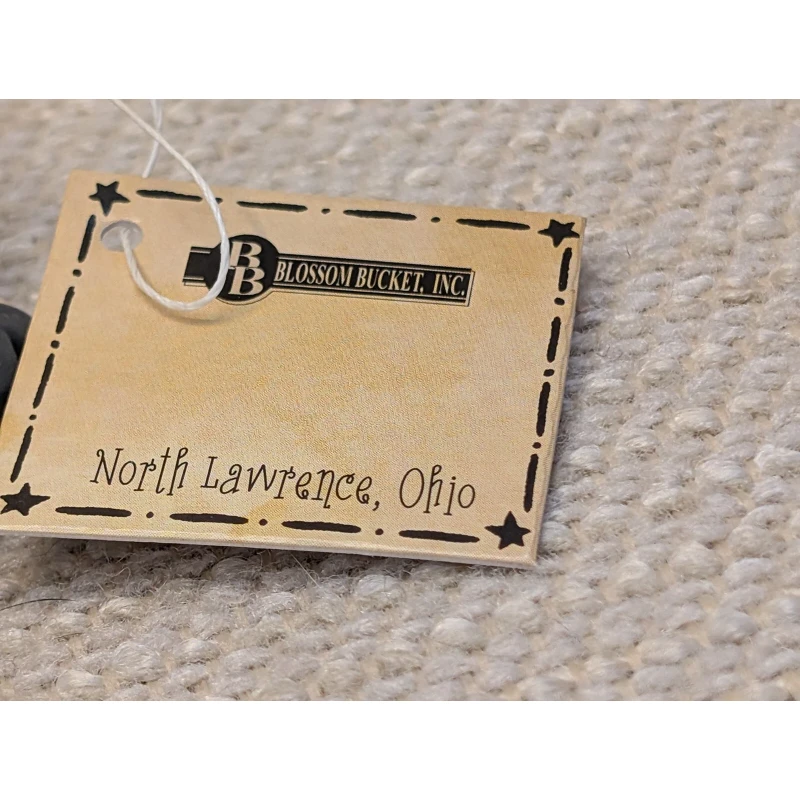 BB BLOSSOM BUCKET, INC.
North Lawrence, Ohio